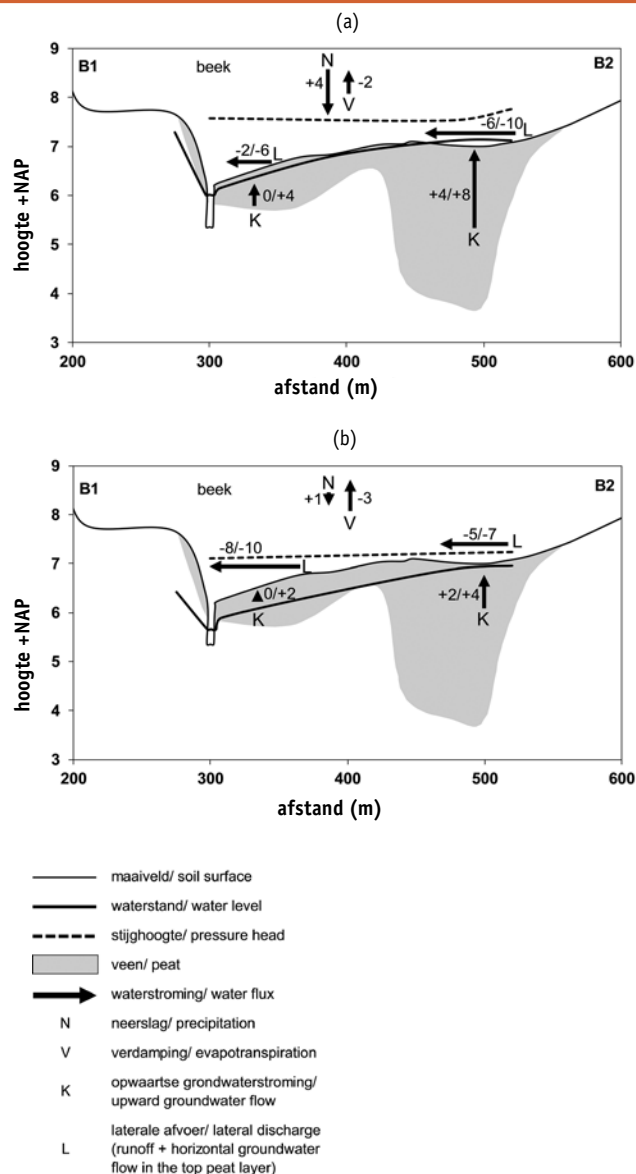 (a)
9
8
7
6
5
4
3
hoogte +NAP
B1
beek
B2
N
+4
-2
V
-6/-10
L
-2/-6
L
0/+4
K
+4/+8
K
200
300
400
500
600
afstand (m)
(b)
9
8
7
6
5
4
3
hoogte +NAP
B1
beek
B2
N
+1
-3
V
-5/-7
L
-8/-10
L
0/+2
K
+2/+4
K
200
300
400
500
600
afstand (m)
maaiveld/ soil surface
waterstand/ water level
stijghoogte/ pressure head
veen/ peat
waterstroming/ water flux
N neerslag/ precipitation
V verdamping/ evapotranspiration
K opwaartse grondwaterstroming/
upward groundwater flow
L laterale afvoer/ lateral discharge
(runoff + horizontal groundwater
flow in the top peat layer)